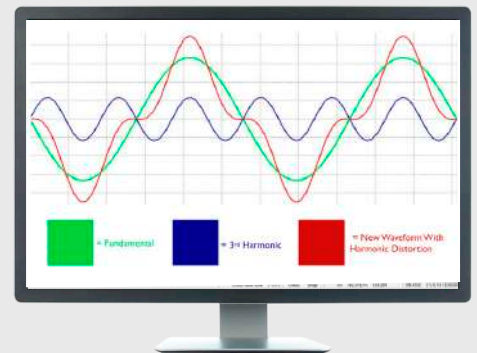 = Fundamental
= 3rd Harmonic
= New Waveform With
Harmonic Distortion